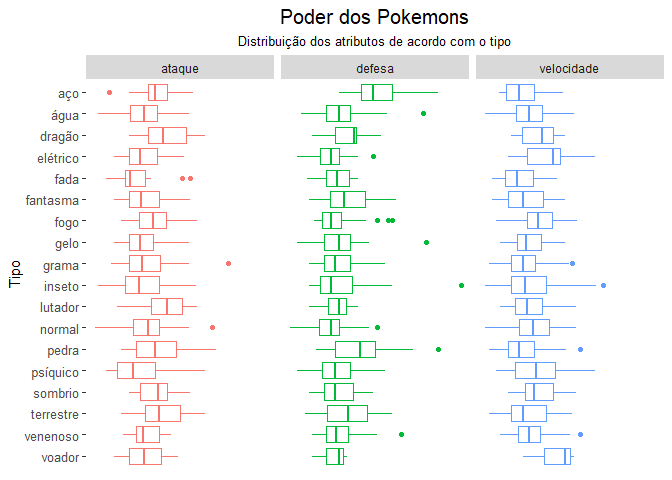 Poder dos Pokemons
Distribuição dos atributos de acordo com o tipo
ataque
defesa
velocidade
Tipo
aço
água
dragão
elétrico
fada
fantasma
fogo
gelo
grama
inseto
lutador
normal
pedra
psíquico
sombrio
terrestre
venenoso
voador